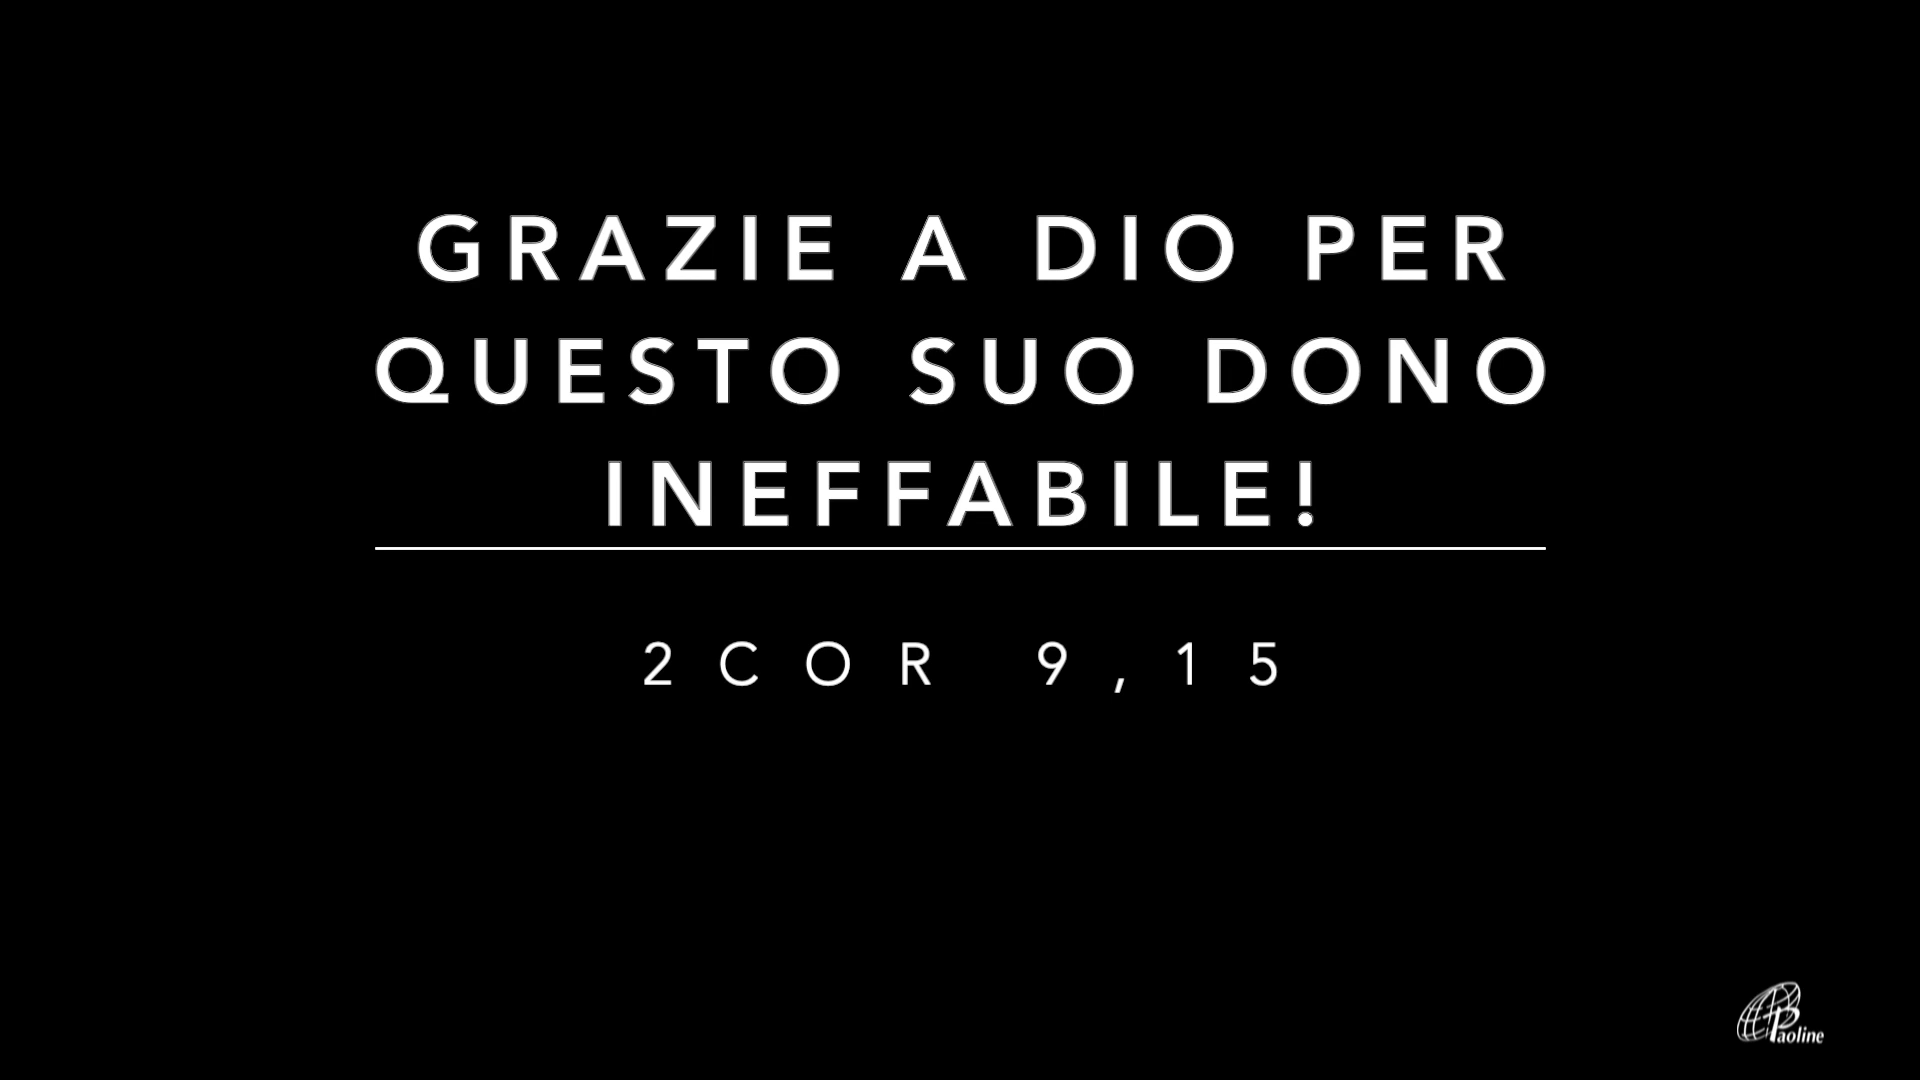 GRAZIE A DIO PER
QUESTO SUO DONO
INEFFABILE!
2COR 9,15
Paoline